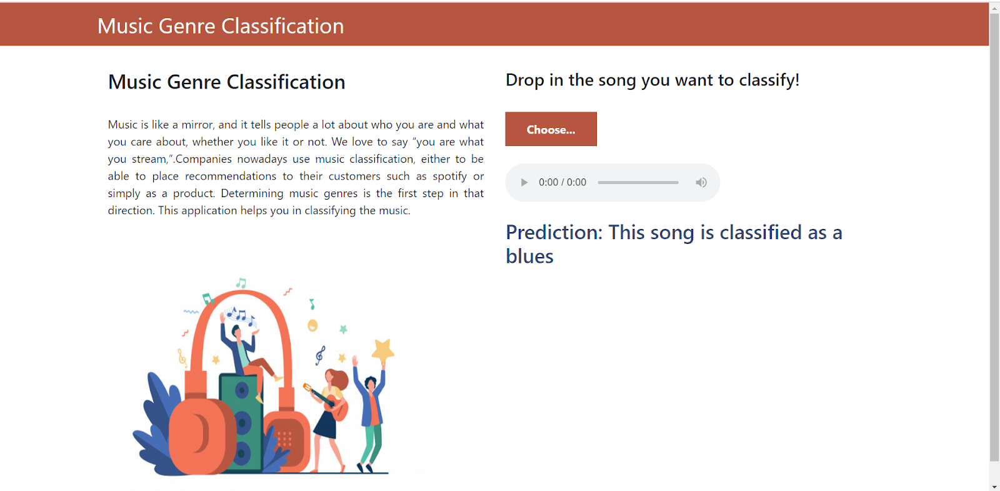 Music Genre Classification
Music Genre Classification
Music is like a mirror, and it tells people a lot about who you are and what
you care about, whether you like it or not. We love to say “you are what
you stream,”.Companies nowadays use music classification, either to be
able to place recommendations to their customers such as spotify or
simply as a product. Determining music genres is the first step in that
direction. This application helps you in classifying the music.
Drop in the song you want to classify!
Choose...
0:00 / 0:00
Prediction: This song is classified as a
blues